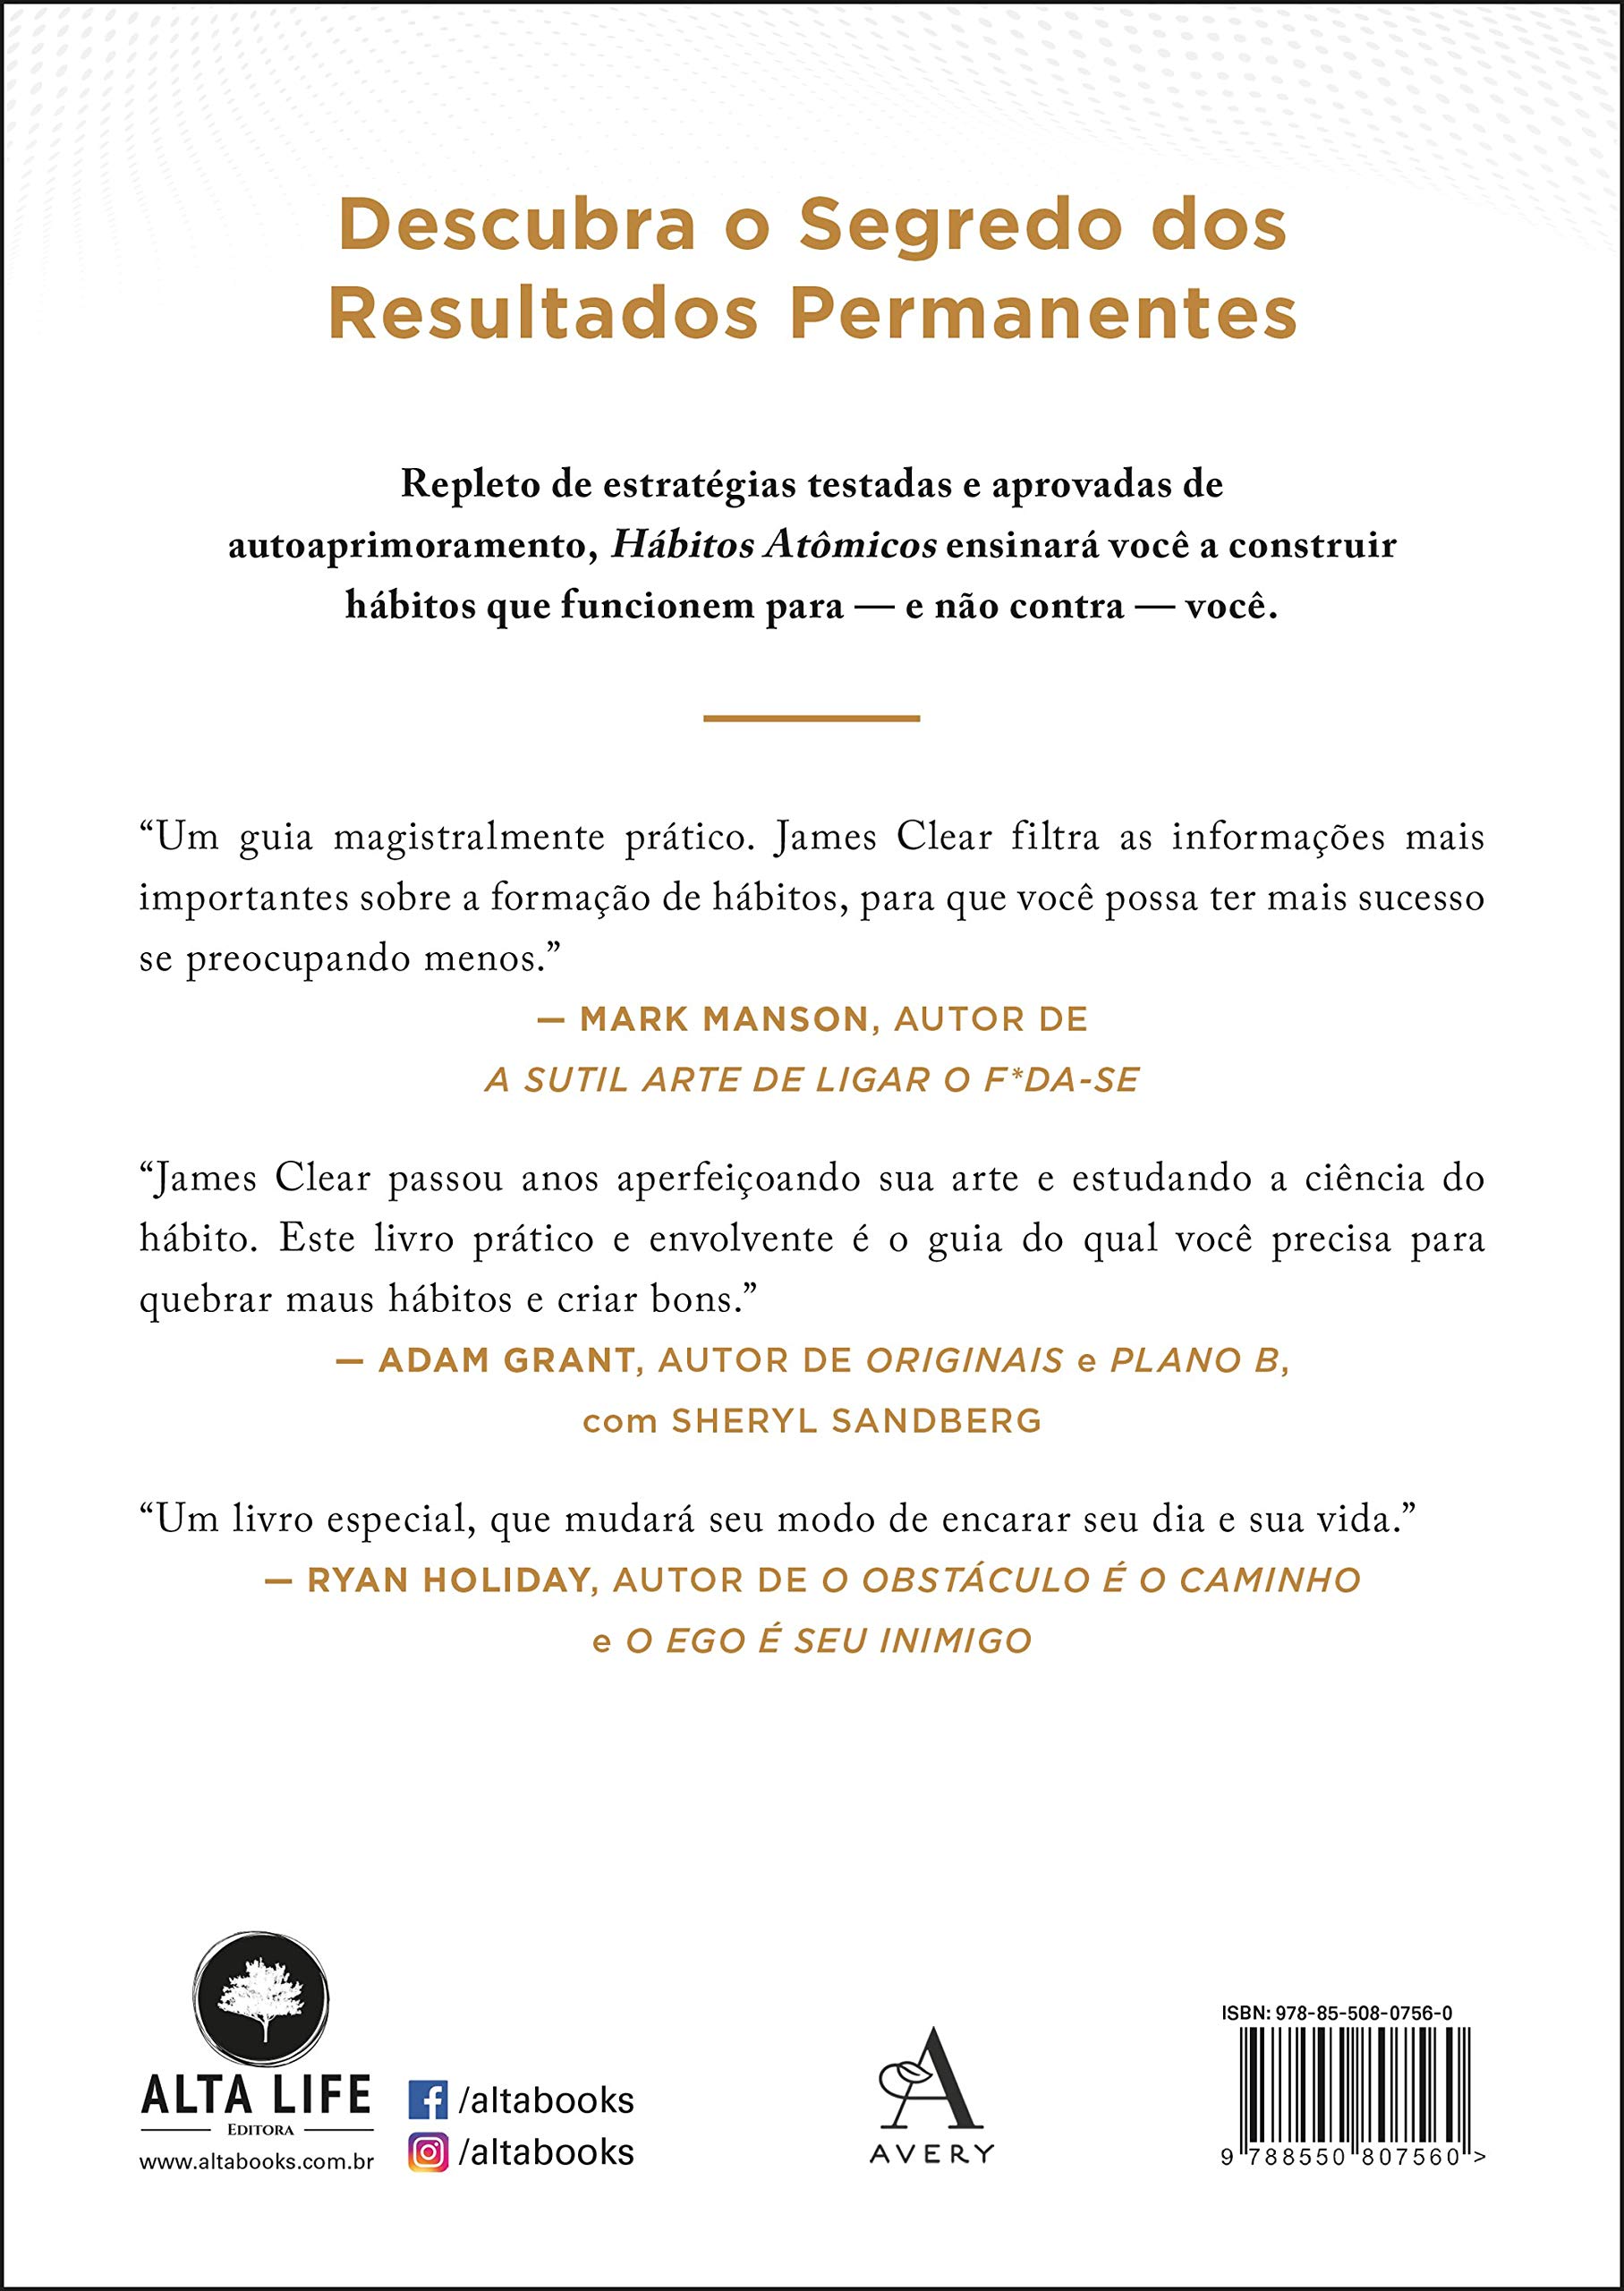 Descubra o Segredo dos
Resultados Permanentes
Repleto de estratégias testadas e aprovadas de
autoaprimoramento, Hábitos Atômicos ensinará você a construir
hábitos que funcionem para — e não contra — você.
“Um guia magistralmente prático. James Clear filtra as informações mais
importantes sobre a formação de hábitos, para que você possa ter mais sucesso
se preocupando menos.”
— MARK MANSON, AUTOR DE
A SUTIL ARTE DE LIGAR O F*DA-SE
“James Clear passou anos aperfeiçoando sua arte e estudando a ciência do
hábito. Este livro prático e envolvente é o guia do qual você precisa para
quebrar maus hábitos e criar bons.”
— ADAM GRANT, AUTOR DE ORIGINAIS e PLANO B,
com SHERYL SANDBERG
“Um livro especial, que mudará seu modo de encarar seu dia e sua vida.”
— RYAN HOLIDAY, AUTOR DE O OBSTÁCULO É O CAMINHO
e O EGO É SEU INIMIGO
ALTA LIFE
EDITORA
www.altabooks.com.br
/altabooks
/altabooks
AVERY
ISBN: 978-85-508-0756-0
9 788550 807560 >